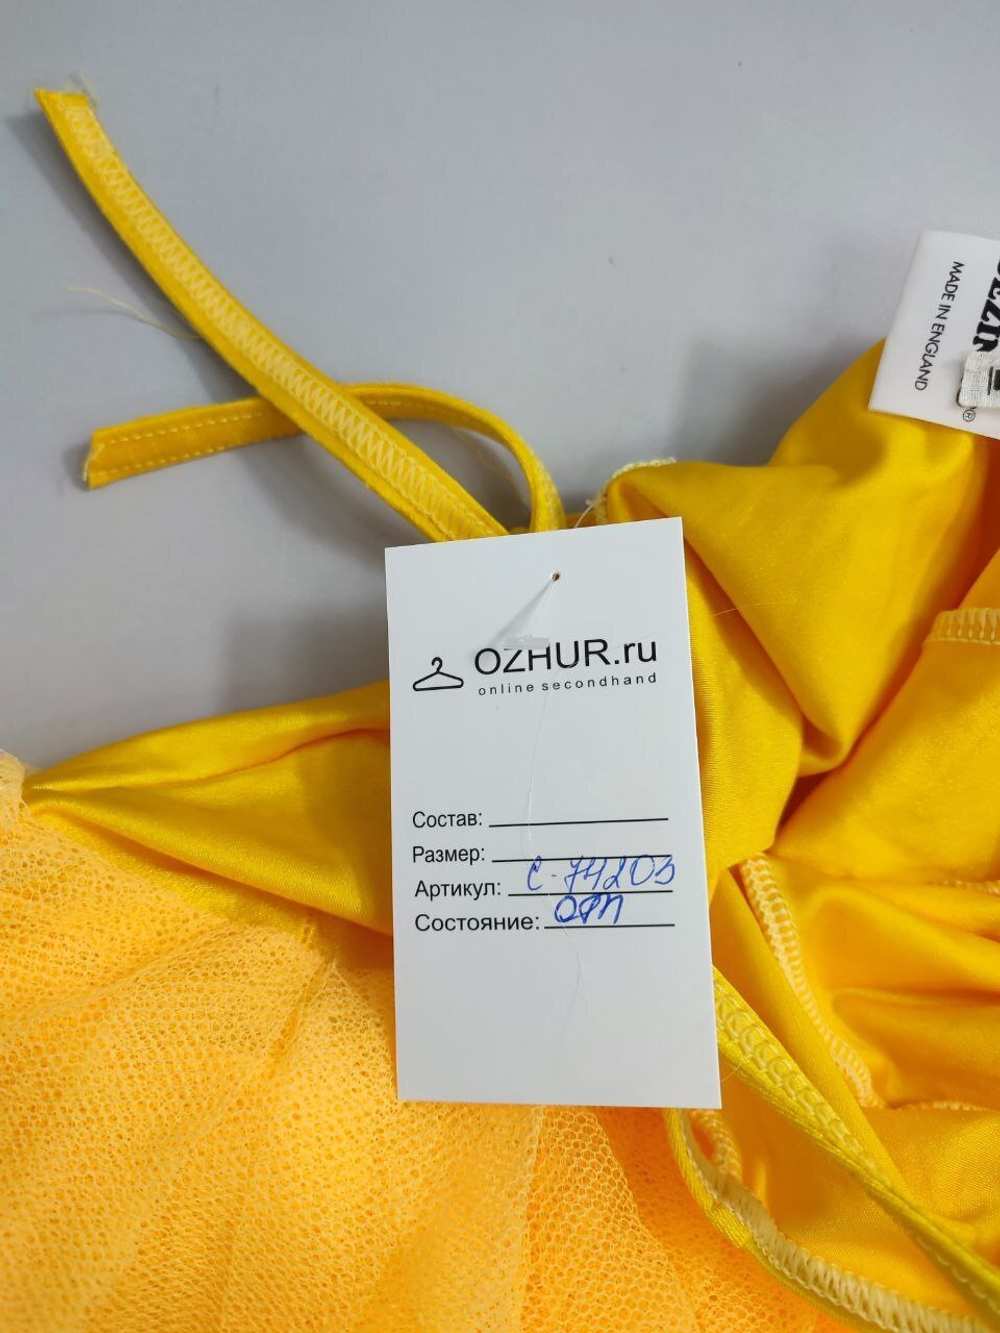 MADE IN ENGLAND
®
OZHUR.ru
online secondhand
Состав:
Размер:
Артикул: С-74203
Состояние: ОТЛ